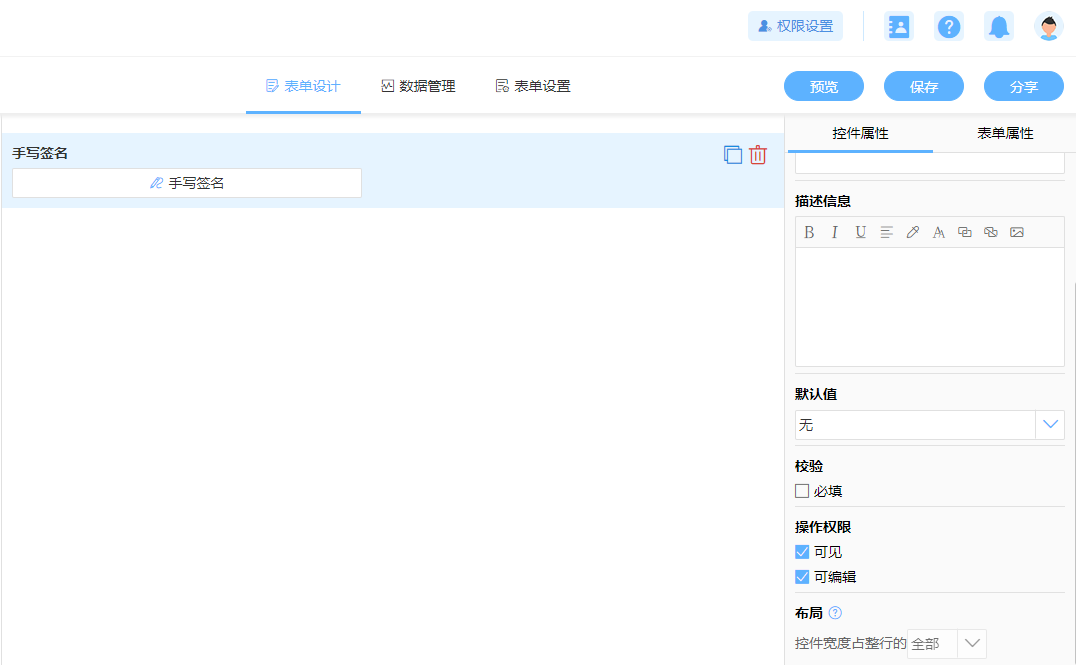 权限设置
表单设计
数据管理
表单设置
预览
保存
分享
手写签名
手写签名
控件属性
表单属性
描述信息
B I U
默认值
无
校验
必填
操作权限
可见
可编辑
布局
控件宽度占整行的 全部